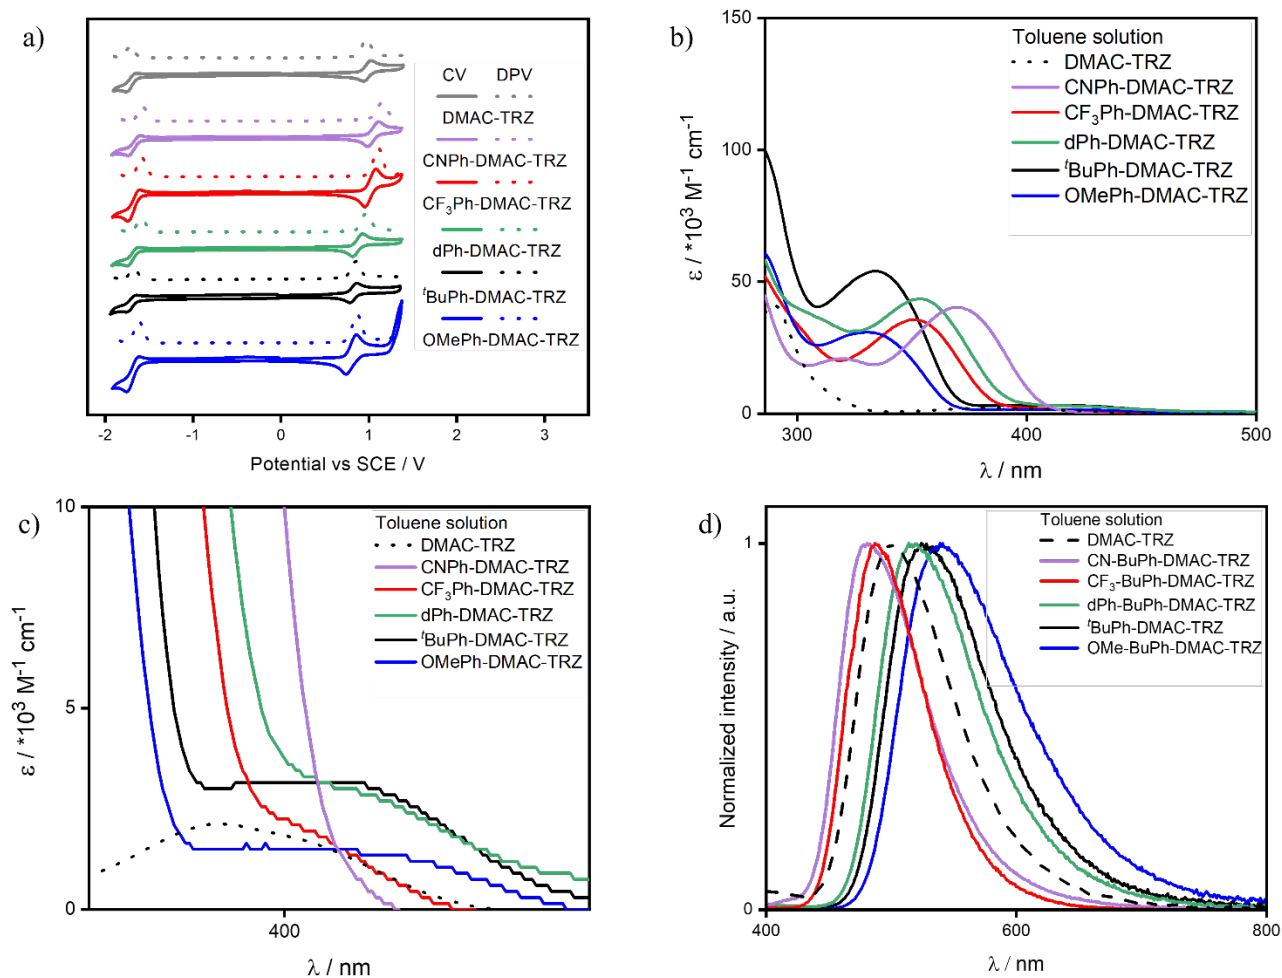 a)
CV DPV
DMAC-TRZ
CNPh-DMAC-TRZ
CF₃Ph-DMAC-TRZ
dPh-DMAC-TRZ
ᵗBuPh-DMAC-TRZ
OMePh-DMAC-TRZ
-2 -1 0 1 2 3
Potential vs SCE / V
b)
150
100
50
0
ε / *10³ M⁻¹ cm⁻¹
Toluene solution
DMAC-TRZ
CNPh-DMAC-TRZ
CF₃Ph-DMAC-TRZ
dPh-DMAC-TRZ
ᵗBuPh-DMAC-TRZ
OMePh-DMAC-TRZ
300 400 500
λ / nm
c)
10
5
0
ε / *10³ M⁻¹ cm⁻¹
Toluene solution
DMAC-TRZ
CNPh-DMAC-TRZ
CF₃Ph-DMAC-TRZ
dPh-DMAC-TRZ
ᵗBuPh-DMAC-TRZ
OMePh-DMAC-TRZ
400
λ / nm
d)
1
0
Normalized intensity / a.u.
Toluene solution
DMAC-TRZ
CN-BuPh-DMAC-TRZ
CF₃-BuPh-DMAC-TRZ
dPh-BuPh-DMAC-TRZ
ᵗBuPh-DMAC-TRZ
OMe-BuPh-DMAC-TRZ
400 600 800
λ / nm